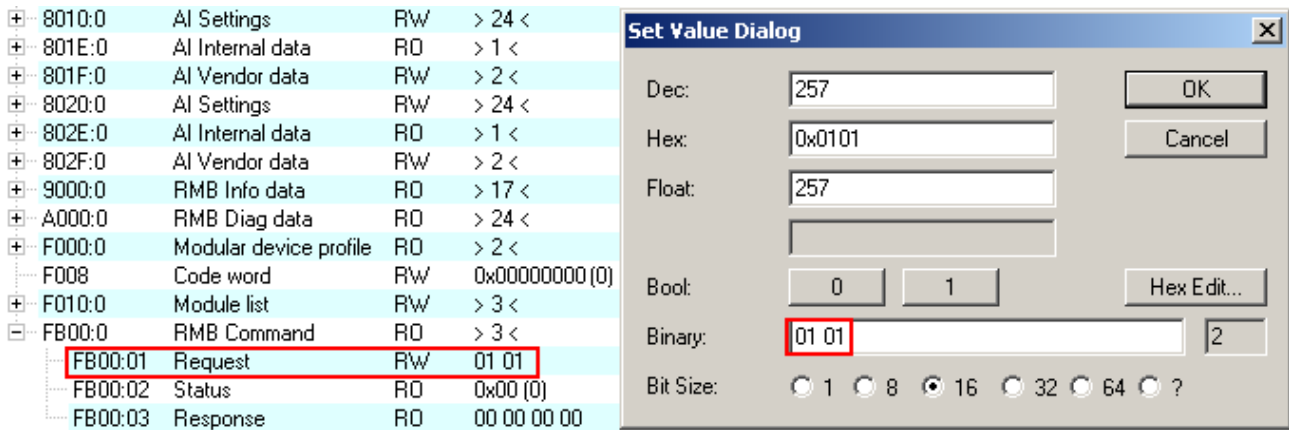 8010:0 AI Settings RW > 24 <
801E:0 AI Internal data RO > 1 <
801F:0 AI Vendor data RW > 2 <
8020:0 AI Settings RW > 24 <
802E:0 AI Internal data RO > 1 <
802F:0 AI Vendor data RW > 2 <
9000:0 RMB Info data RO > 17 <
A000:0 RMB Diag data RO > 24 <
F000:0 Modular device profile RO > 2 <
F008 Code word RW 0x00000000 (0)
F010:0 Module list RW > 3 <
FB00:0 RMB Command RO > 3 <
FB00:01 Request RW 01 01
FB00:02 Status RO 0x00 (0)
FB00:03 Response RO 00 00 00 00
Set Value Dialog
Dec: 257 OK
Hex: 0x0101 Cancel
Float: 257
Bool: 0 1 Hex Edit...
Binary: 01 01 2
Bit Size: 1 8 16 32 64 ?